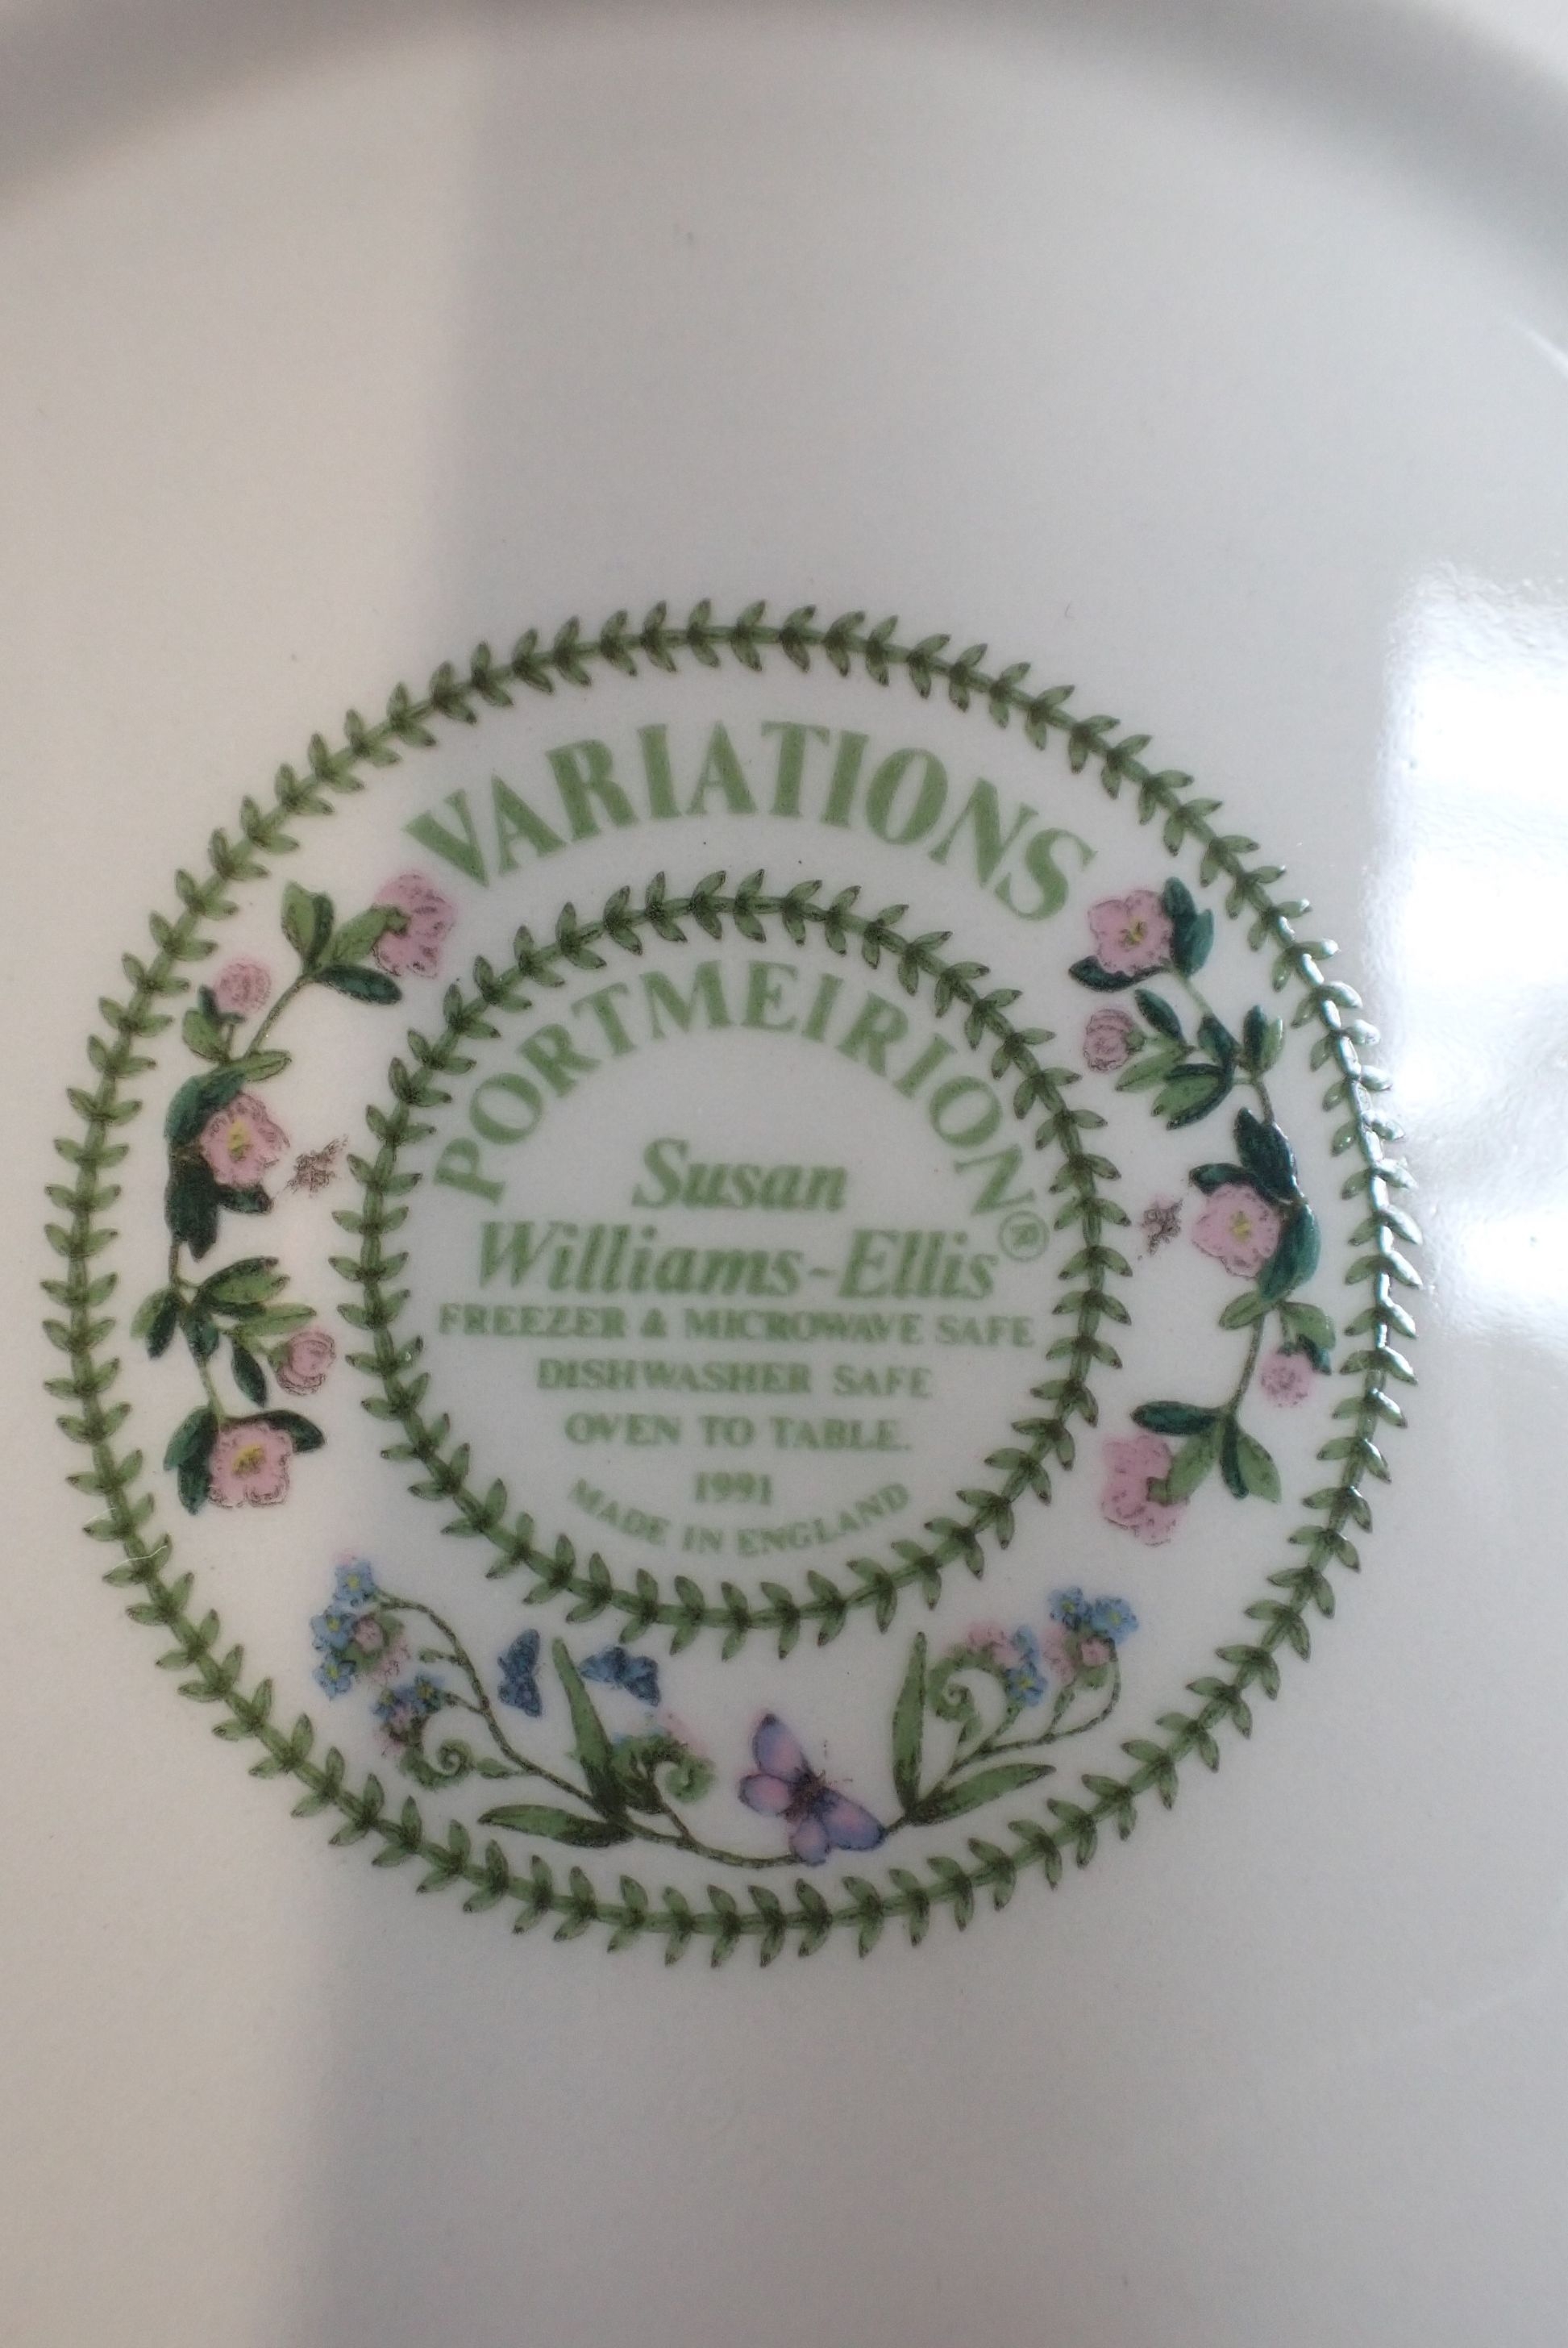 VARIATIONS
PORTMEIRION®
Susan
Williams-Ellis
FREEZER & MICROWAVE SAFE
DISHWASHER SAFE
OVEN TO TABLE.
1991
MADE IN ENGLAND